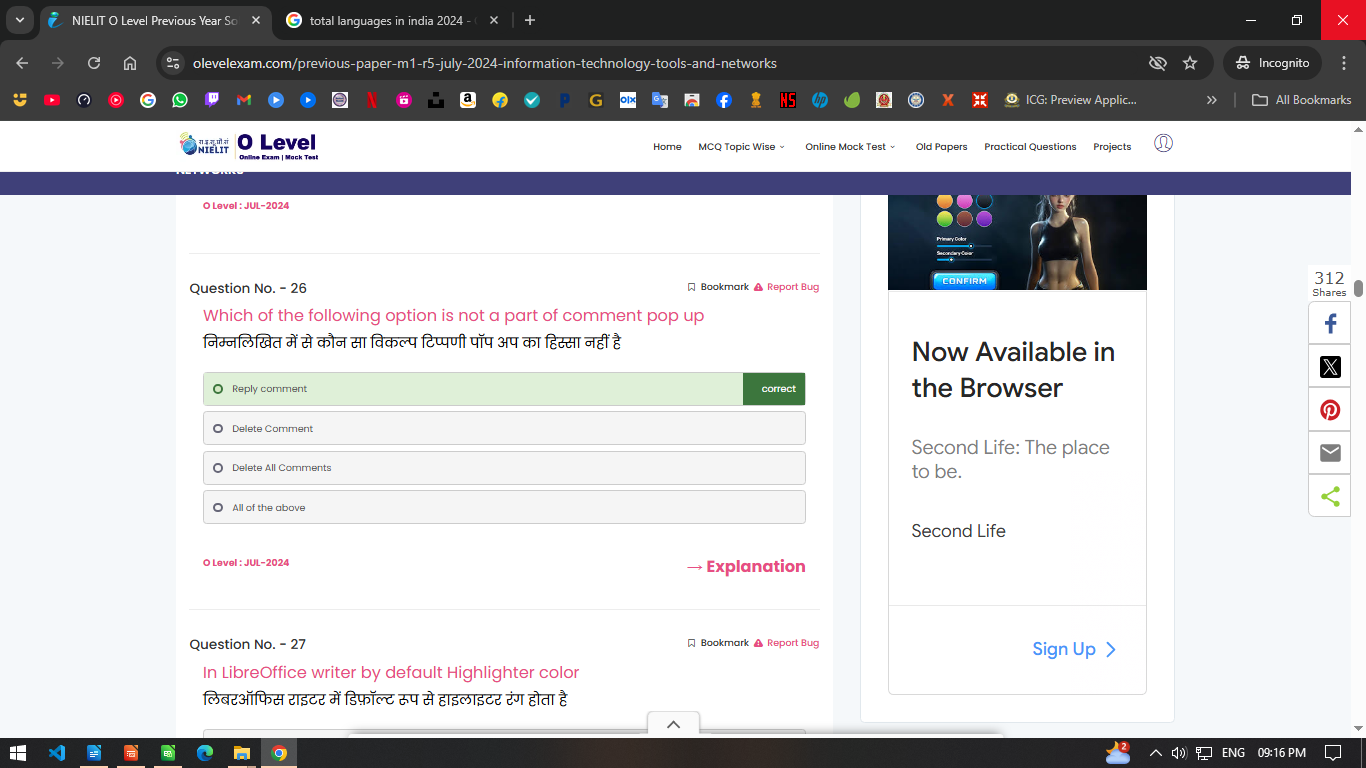 NIELIT O Level Previous Year So
total languages in india 2024 -
olevelexam.com/previous-paper-m1-r5-july-2024-information-technology-tools-and-networks
Incognito
ICG: Preview Applic...
All Bookmarks
NIELIT
O Level
Online Exam | Mock Test
Home
MCQ Topic Wise
Online Mock Test
Old Papers
Practical Questions
Projects
NETWORKS
O Level : JUL-2024
Question No. - 26
Bookmark
Report Bug
Which of the following option is not a part of comment pop up
निम्नलिखित में से कौन सा विकल्प टिप्पणी पॉप अप का हिस्सा नहीं है
Reply comment
correct
Delete Comment
Delete All Comments
All of the above
O Level : JUL-2024
→ Explanation
Question No. - 27
Bookmark
Report Bug
In LibreOffice writer by default Highlighter color
लिबरऑफिस राइटर में डिफ़ॉल्ट रूप से हाइलाइटर रंग होता है
Primary Color
Secondary Color
CONFIRM
Now Available in
the Browser
Second Life: The place
to be.
Second Life
Sign Up
312
Shares
2
ENG
09:16 PM